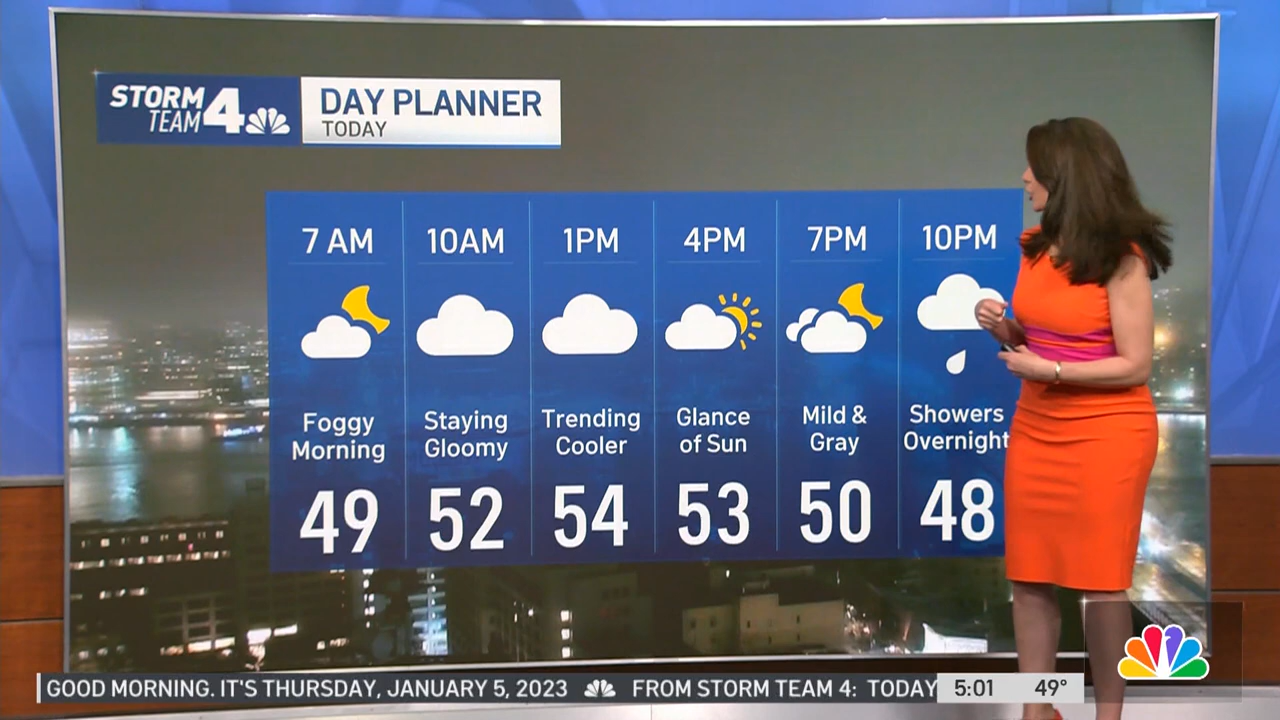 STORM
TEAM 4
DAY PLANNER
TODAY
7 AM
Foggy
Morning
49
10AM
Staying
Gloomy
52
1PM
Trending
Cooler
54
4PM
Glance
of Sun
53
7PM
Mild &
Gray
50
10PM
Showers
Overnight
48
GOOD MORNING. IT'S THURSDAY, JANUARY 5, 2023 FROM STORM TEAM 4: TODAY 5:01 49°